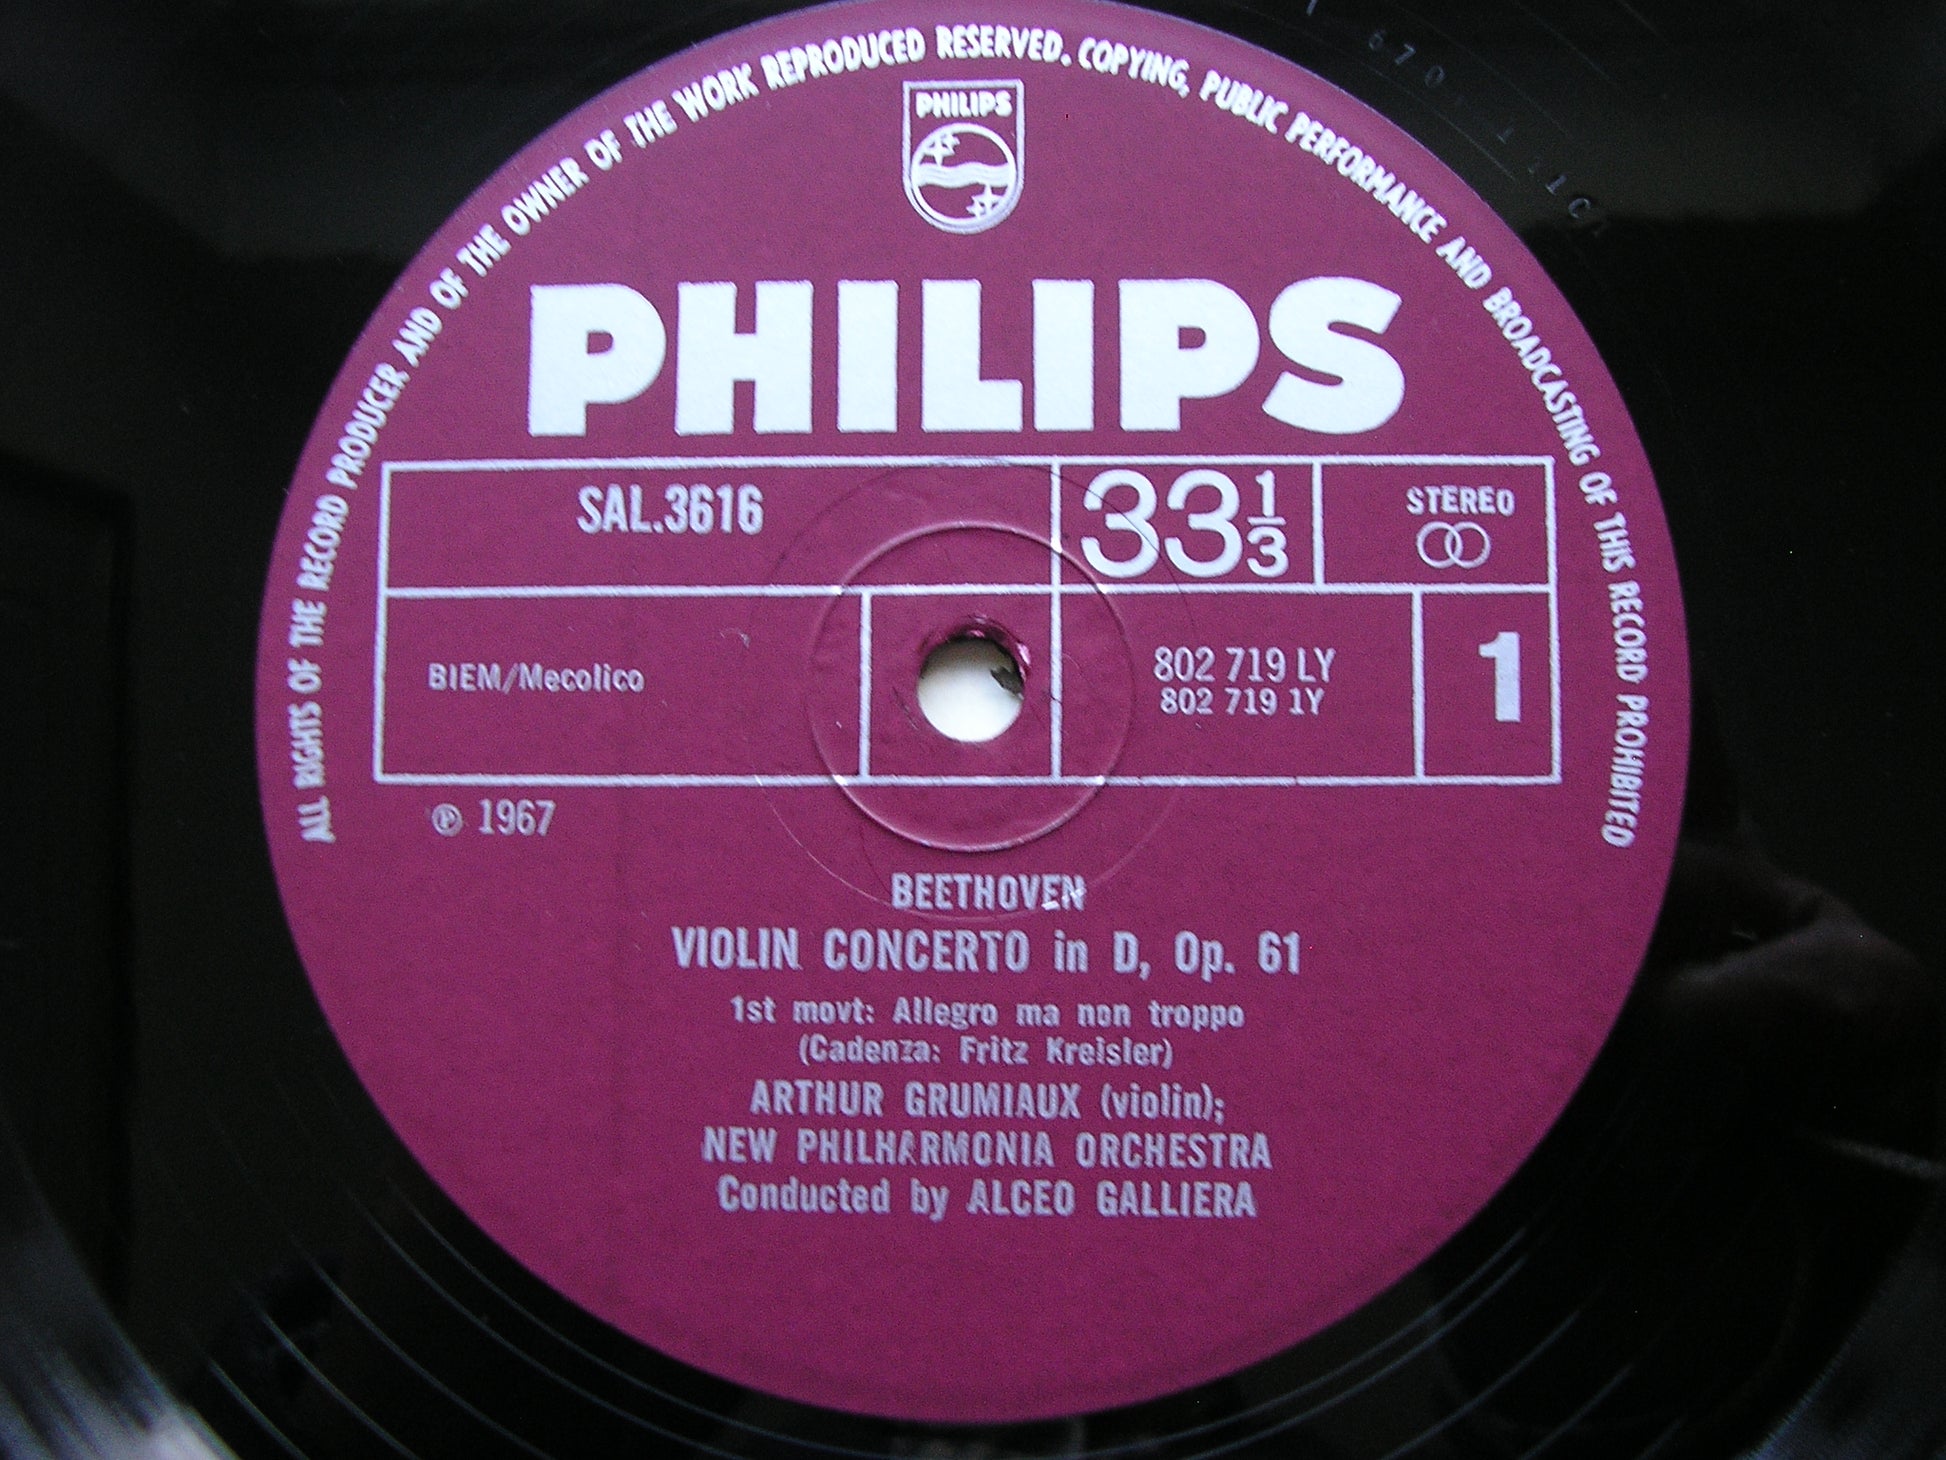 ALL RIGHTS OF THE RECORD PRODUCER AND OF THE OWNER OF THE WORK REPRODUCED RESERVED. COPYING, PUBLIC PERFORMANCE AND BROADCASTING OF THIS RECORD PROHIBITED
PHILIPS
PHILIPS
SAL.3616
33 1/3
STEREO
BIEM/Mecolico
802 719 LY
802 719 1Y
1
℗ 1967
BEETHOVEN
VIOLIN CONCERTO in D, Op. 61
1st movt: Allegro ma non troppo
(Cadenza: Fritz Kreisler)
ARTHUR GRUMIAUX (violin);
NEW PHILHARMONIA ORCHESTRA
Conducted by ALCEO GALLIERA